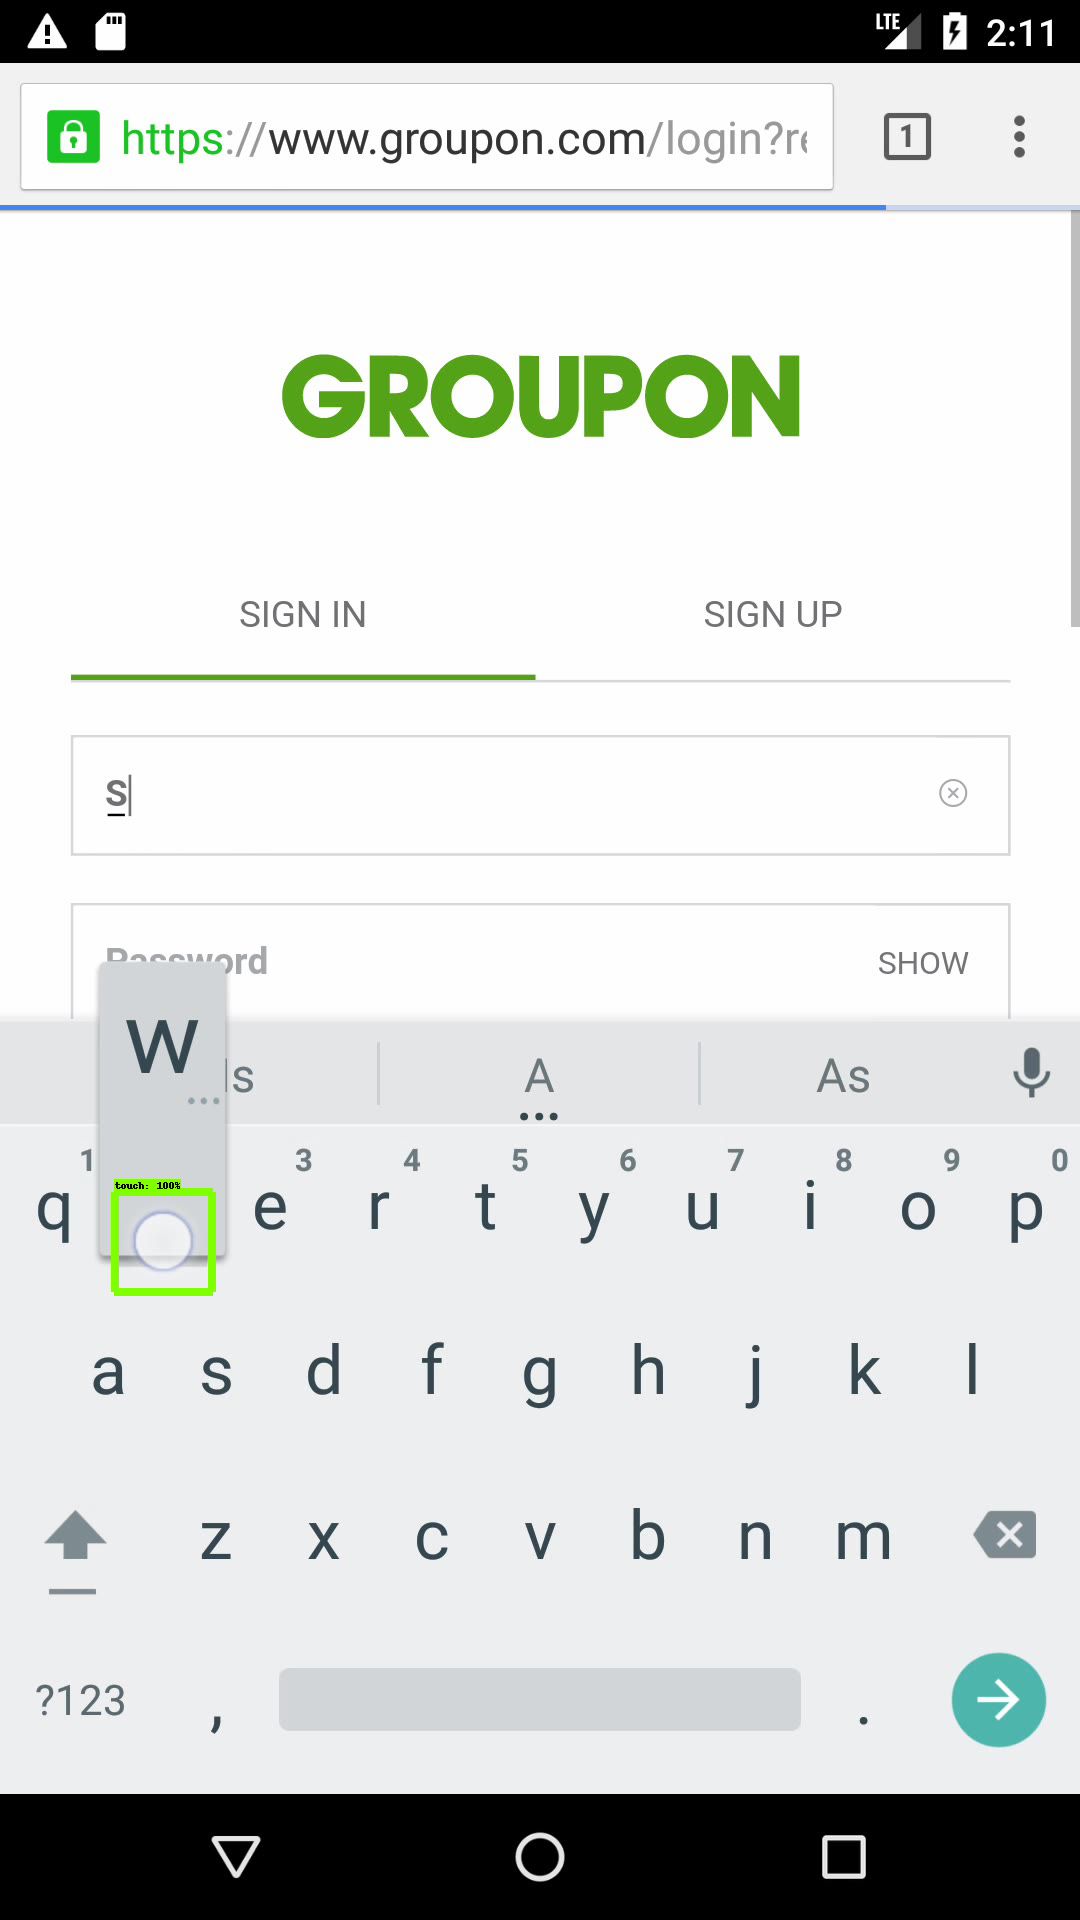 LTE 2:11
https://www.groupon.com/login?re
1
GROUPON
SIGN IN SIGN UP
S
Password SHOW
w
Is A As
1 3 4 5 6 7 8 9 0
touch: 100%
q e r t y u i o p
a s d f g h j k l
z x c v b n m
?123 , .